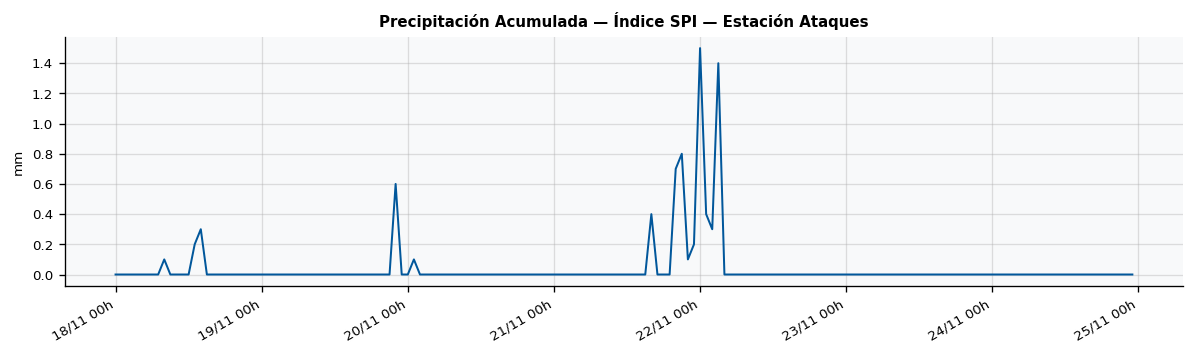 Precipitación Acumulada — Índice SPI — Estación Ataques
mm
1.4
1.2
1.0
0.8
0.6
0.4
0.2
0.0
18/11 00h
19/11 00h
20/11 00h
21/11 00h
22/11 00h
23/11 00h
24/11 00h
25/11 00h